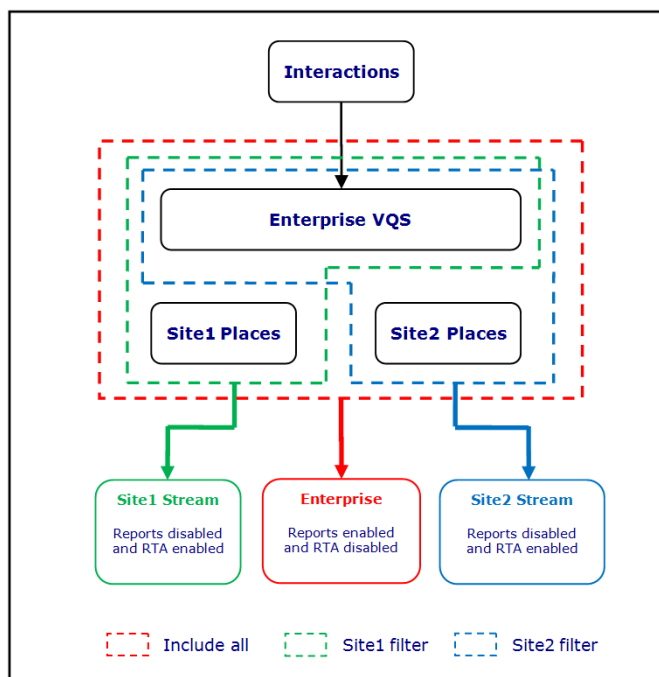 Interactions
Enterprise VQS
Site1 Places
Site2 Places
Site1 Stream
Reports disabled
and RTA enabled
Enterprise
Reports enabled
and RTA disabled
Site2 Stream
Reports disabled
and RTA enabled
Include all
Site1 filter
Site2 filter